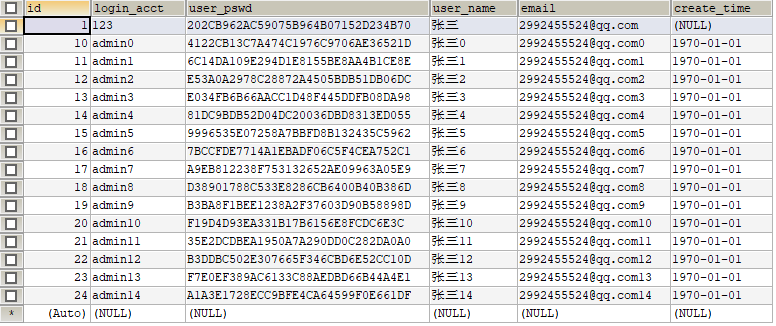 id login_acct user_pswd user_name email create_time
1 123 202CB962AC59075B964B07152D234B70 张三 2992455524@qq.com (NULL)
10 admin0 4122CB13C7A474C1976C9706AE36521D 张三0 2992455524@qq.com0 1970-01-01
11 admin1 6C14DA109E294D1E8155BE8AA4B1CE8E 张三1 2992455524@qq.com1 1970-01-01
12 admin2 E53A0A2978C28872A4505BDB51DB06DC 张三2 2992455524@qq.com2 1970-01-01
13 admin3 E034FB6B66AACC1D48F445DDFB08DA98 张三3 2992455524@qq.com3 1970-01-01
14 admin4 81DC9BDB52D04DC20036DBD8313ED055 张三4 2992455524@qq.com4 1970-01-01
15 admin5 9996535E07258A7BBFD8B132435C5962 张三5 2992455524@qq.com5 1970-01-01
16 admin6 7BCCFDE7714A1EBADF06C5F4CEA752C1 张三6 2992455524@qq.com6 1970-01-01
17 admin7 A9EB812238F753132652AE09963A05E9 张三7 2992455524@qq.com7 1970-01-01
18 admin8 D38901788C533E8286CB6400B40B386D 张三8 2992455524@qq.com8 1970-01-01
19 admin9 B3BA8F1BEE1238A2F37603D90B58898D 张三9 2992455524@qq.com9 1970-01-01
20 admin10 F19D4D93EA331B17B6156E8FCDC6E3C 张三10 2992455524@qq.com10 1970-01-01
21 admin11 35E2DCDBEA1950A7A290DD0C282DA0A0 张三11 2992455524@qq.com11 1970-01-01
22 admin12 B3DDBC502E307665F346CBD6E52CC10D 张三12 2992455524@qq.com12 1970-01-01
23 admin13 F7E0EF389AC6133C88AEDBD66B44A4E1 张三13 2992455524@qq.com13 1970-01-01
24 admin14 A1A3E1728ECC9BFE4CA64599F0E661DF 张三14 2992455524@qq.com14 1970-01-01
* (Auto) (NULL) (NULL) (NULL) (NULL) (NULL)